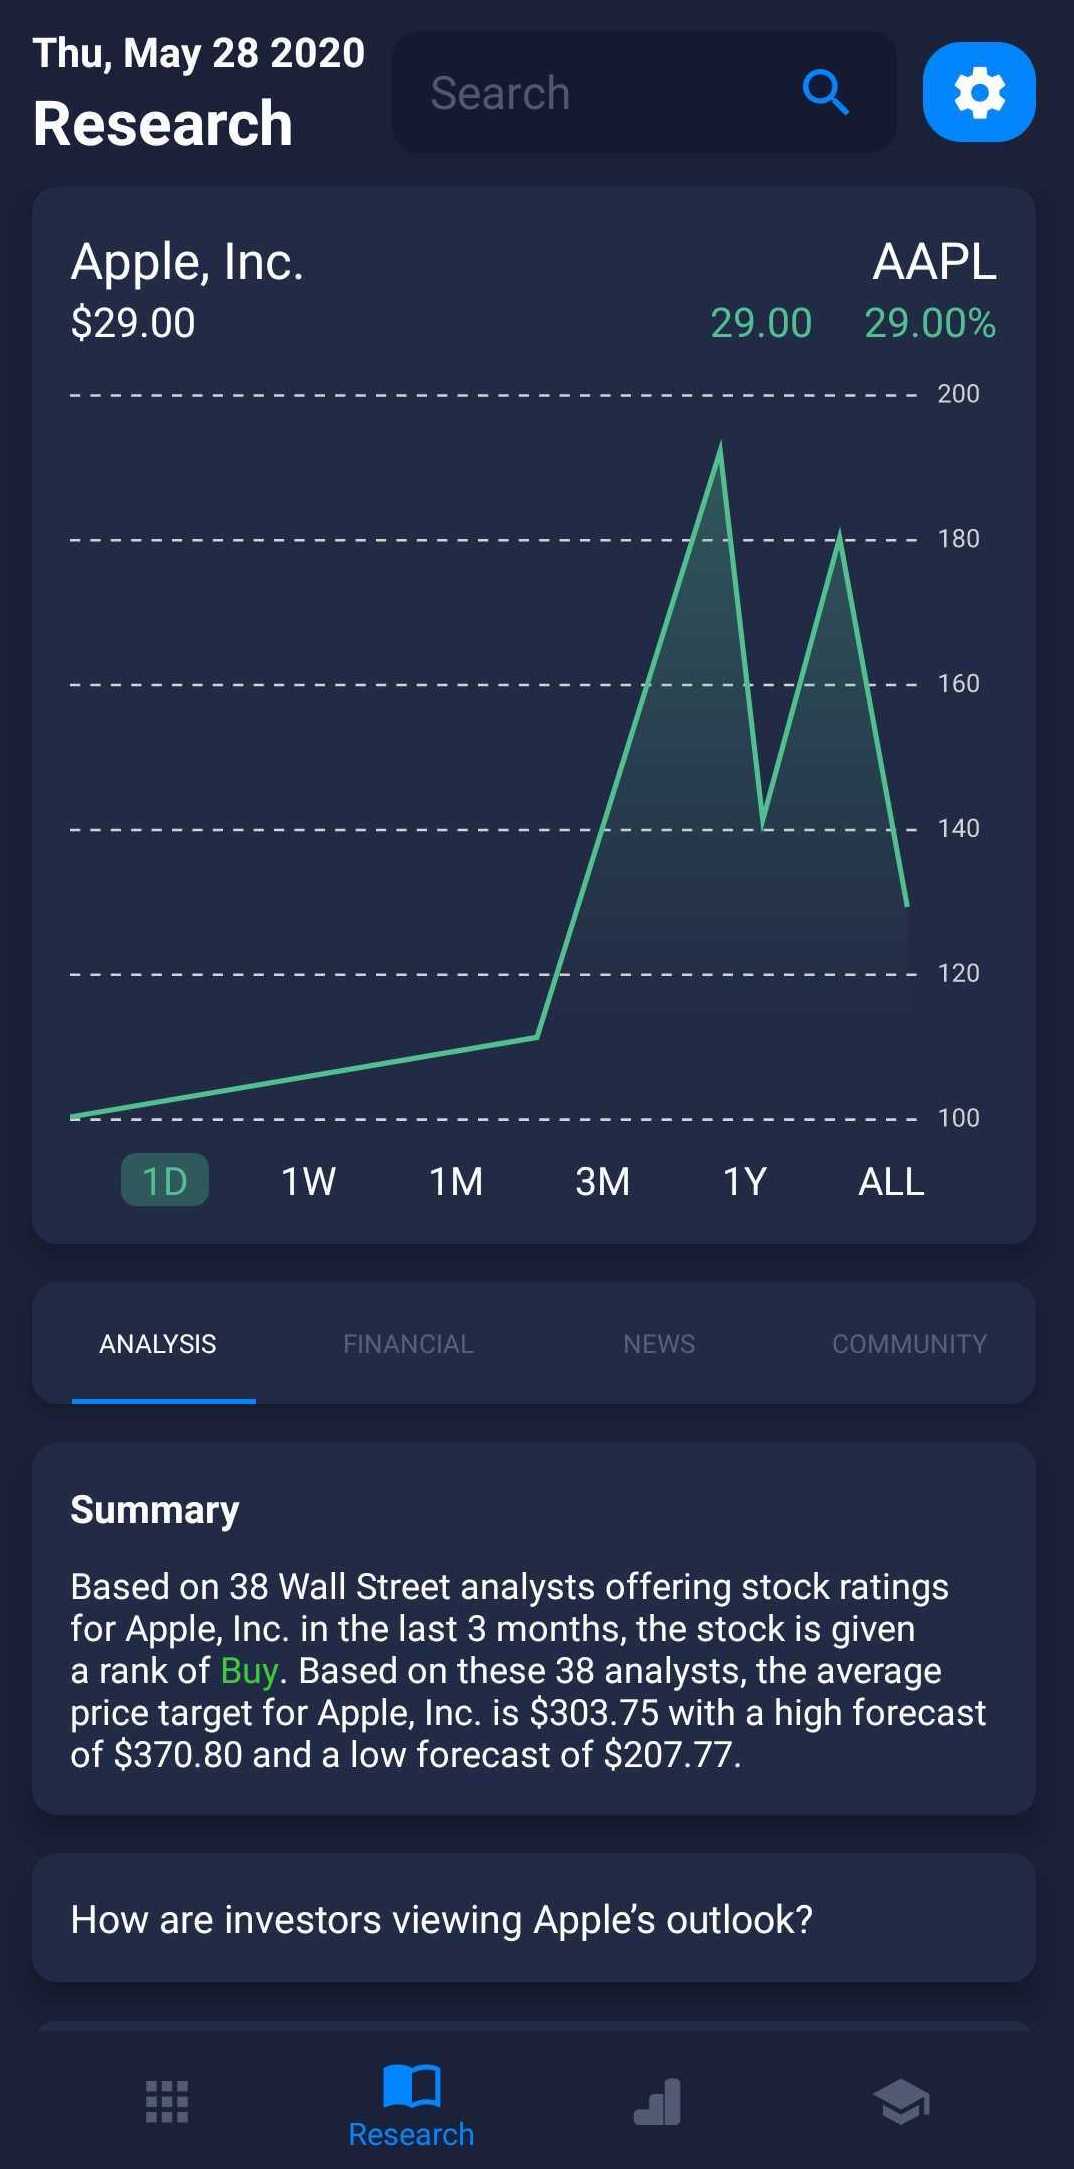 Thu, May 28 2020
Research
Search
Apple, Inc.
AAPL
$29.00
29.00
29.00%
200
180
160
140
120
100
1D
1W
1M
3M
1Y
ALL
ANALYSIS
FINANCIAL
NEWS
COMMUNITY
Summary
Based on 38 Wall Street analysts offering stock ratings
for Apple, Inc. in the last 3 months, the stock is given
a rank of Buy. Based on these 38 analysts, the average
price target for Apple, Inc. is $303.75 with a high forecast
of $370.80 and a low forecast of $207.77.
How are investors viewing Apple’s outlook?
Research